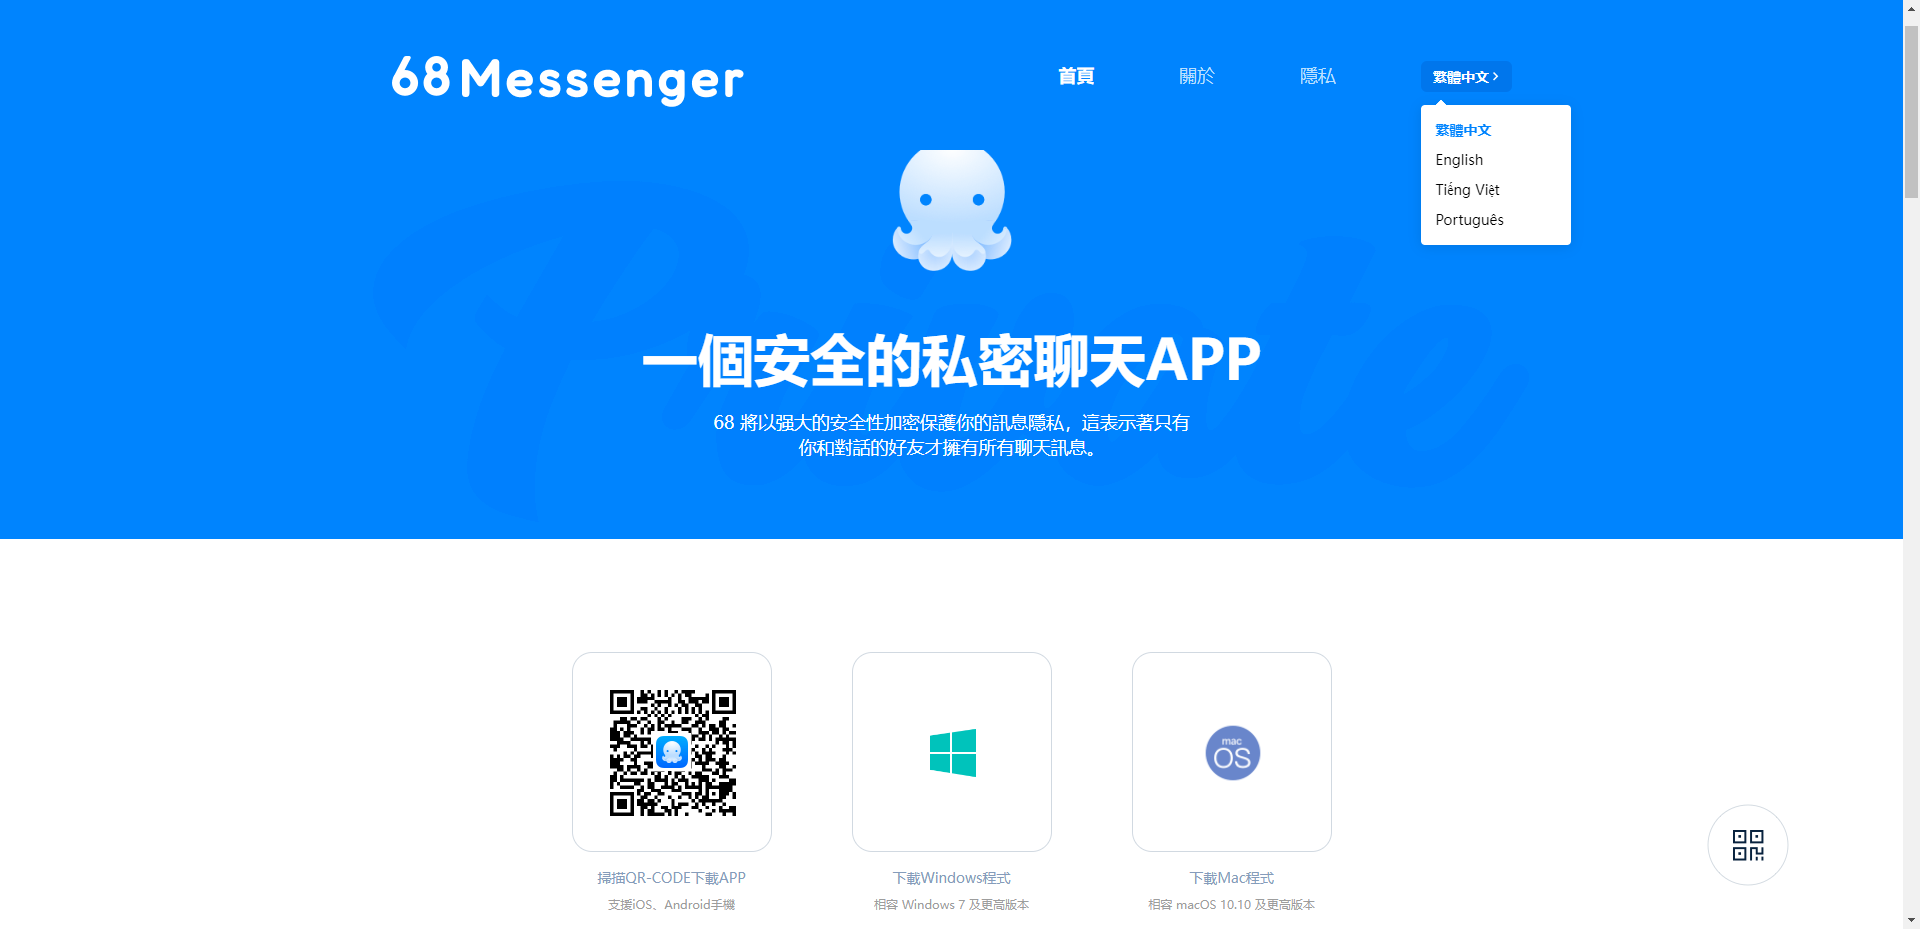 68 Messenger
首頁
關於
隱私
繁體中文
繁體中文
English
Tiếng Việt
Português
Private
一個安全的私密聊天APP
68 將以强大的安全性加密保護你的訊息隱私，這表示著只有
你和對話的好友才擁有所有聊天訊息。
mac
OS
掃描QR-CODE下載APP
下載Windows程式
下載Mac程式
支援iOS、Android手機
相容 Windows 7 及更高版本
相容 macOS 10.10 及更高版本